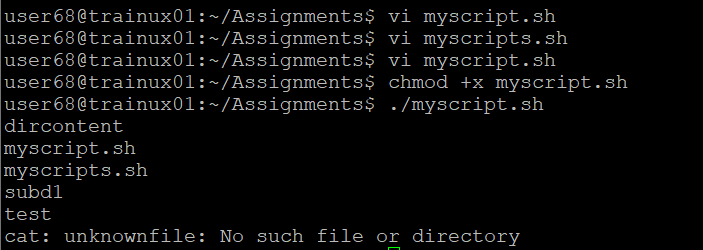 user68@trainux01:~/Assignments$ vi myscript.sh
user68@trainux01:~/Assignments$ vi myscripts.sh
user68@trainux01:~/Assignments$ vi myscript.sh
user68@trainux01:~/Assignments$ chmod +x myscript.sh
user68@trainux01:~/Assignments$ ./myscript.sh
dircontent
myscript.sh
myscripts.sh
subd1
test
cat: unknownfile: No such file or directory